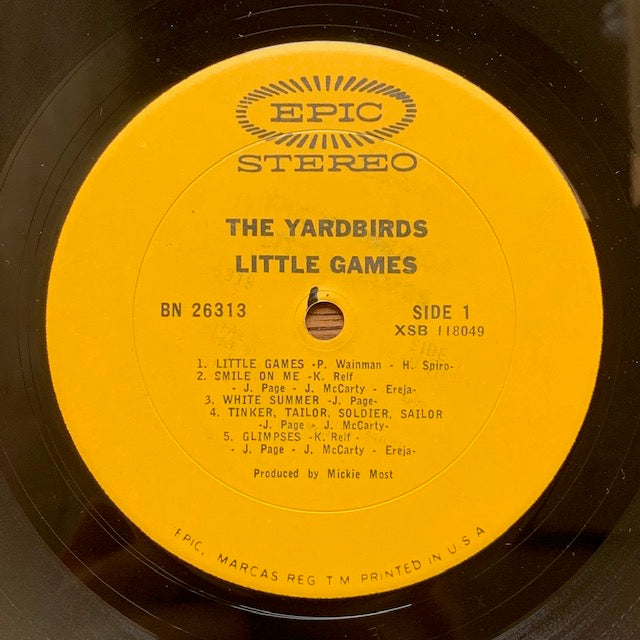 EPIC
STEREO
THE YARDBIRDS
LITTLE GAMES
BN 26313
SIDE 1
XSB 118049
1. LITTLE GAMES -P. Wainman - H. Spiro-
2. SMILE ON ME -K. Relf
- J. Page - J. McCarty - Ereja-
3. WHITE SUMMER -J. Page-
4. TINKER, TAILOR, SOLDIER, SAILOR
-J. Page - J. McCarty-
5. GLIMPSES -K. Relf -
- J. Page - J. McCarty - Ereja-
Produced by Mickie Most
EPIC, MARCAS REG. T M PRINTED IN U.S.A